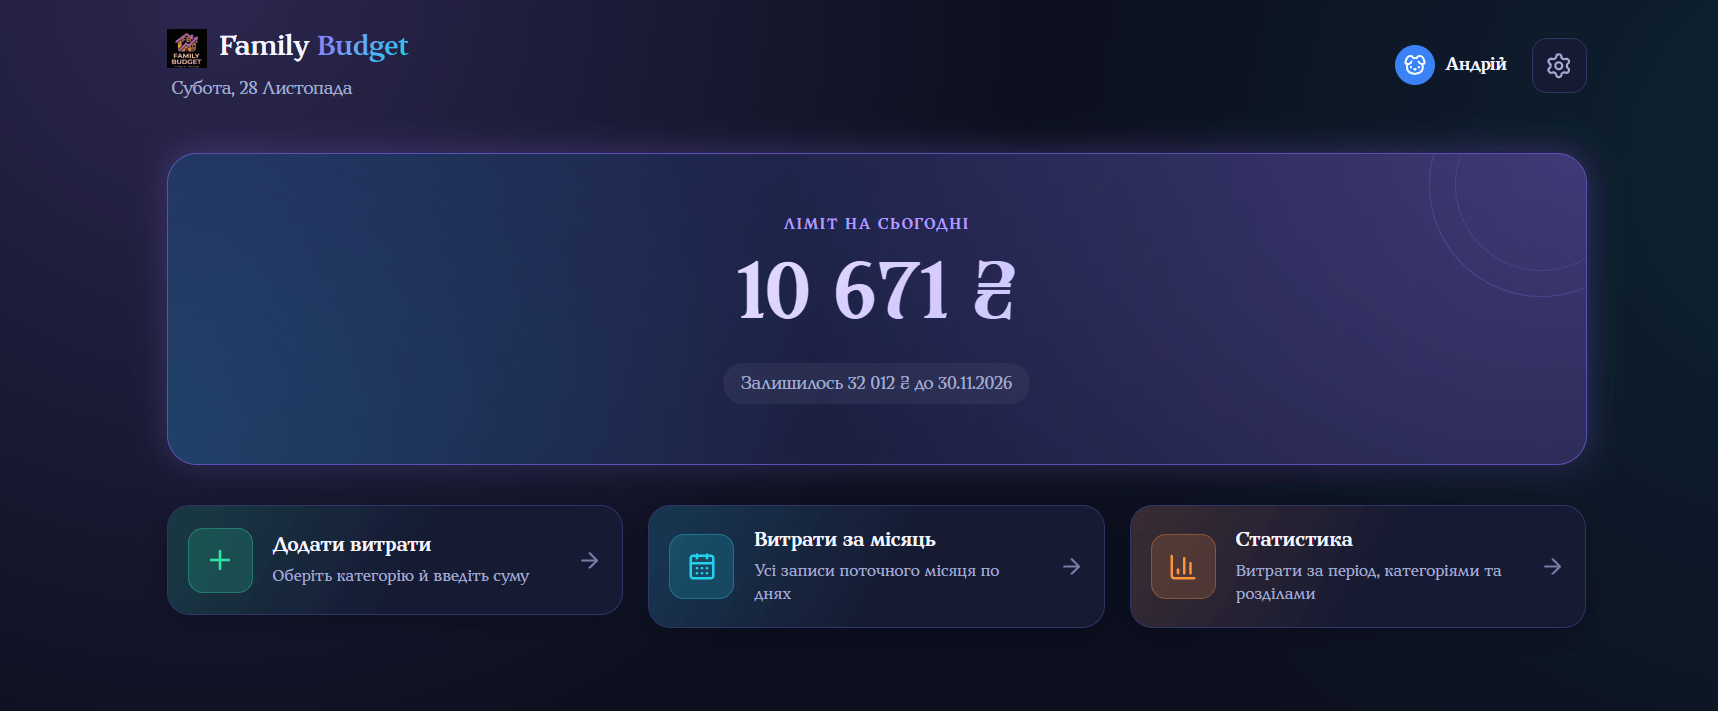 FAMILY
BUDGET
Family Budget
Субота, 28 Листопада
Андрій
ЛІМІТ НА СЬОГОДНІ
10 671 ₴
Залишилось 32 012 ₴ до 30.11.2026
Додати витрати
Оберіть категорію й введіть суму
Витрати за місяць
Усі записи поточного місяця по
днях
Статистика
Витрати за період, категоріями та
розділами